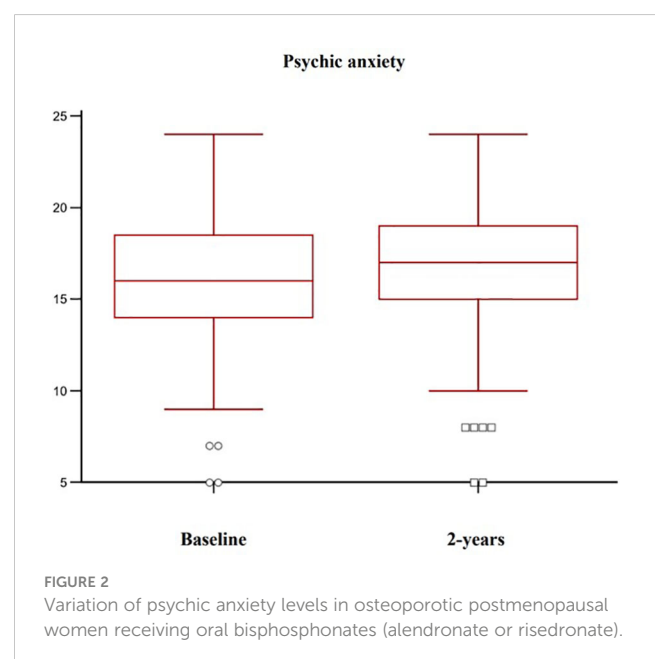 Psychic anxiety
25
20
15
10
5
Baseline 2-years
FIGURE 2
Variation of psychic anxiety levels in osteoporotic postmenopausal
women receiving oral bisphosphonates (alendronate or risedronate).